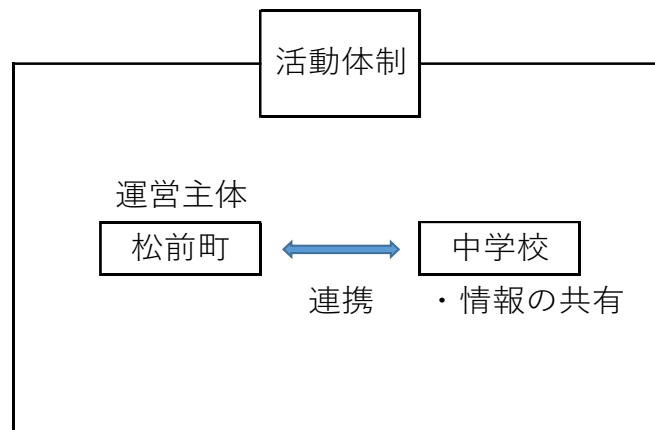 活動体制
運営主体
松前町
中学校
連携
・情報の共有